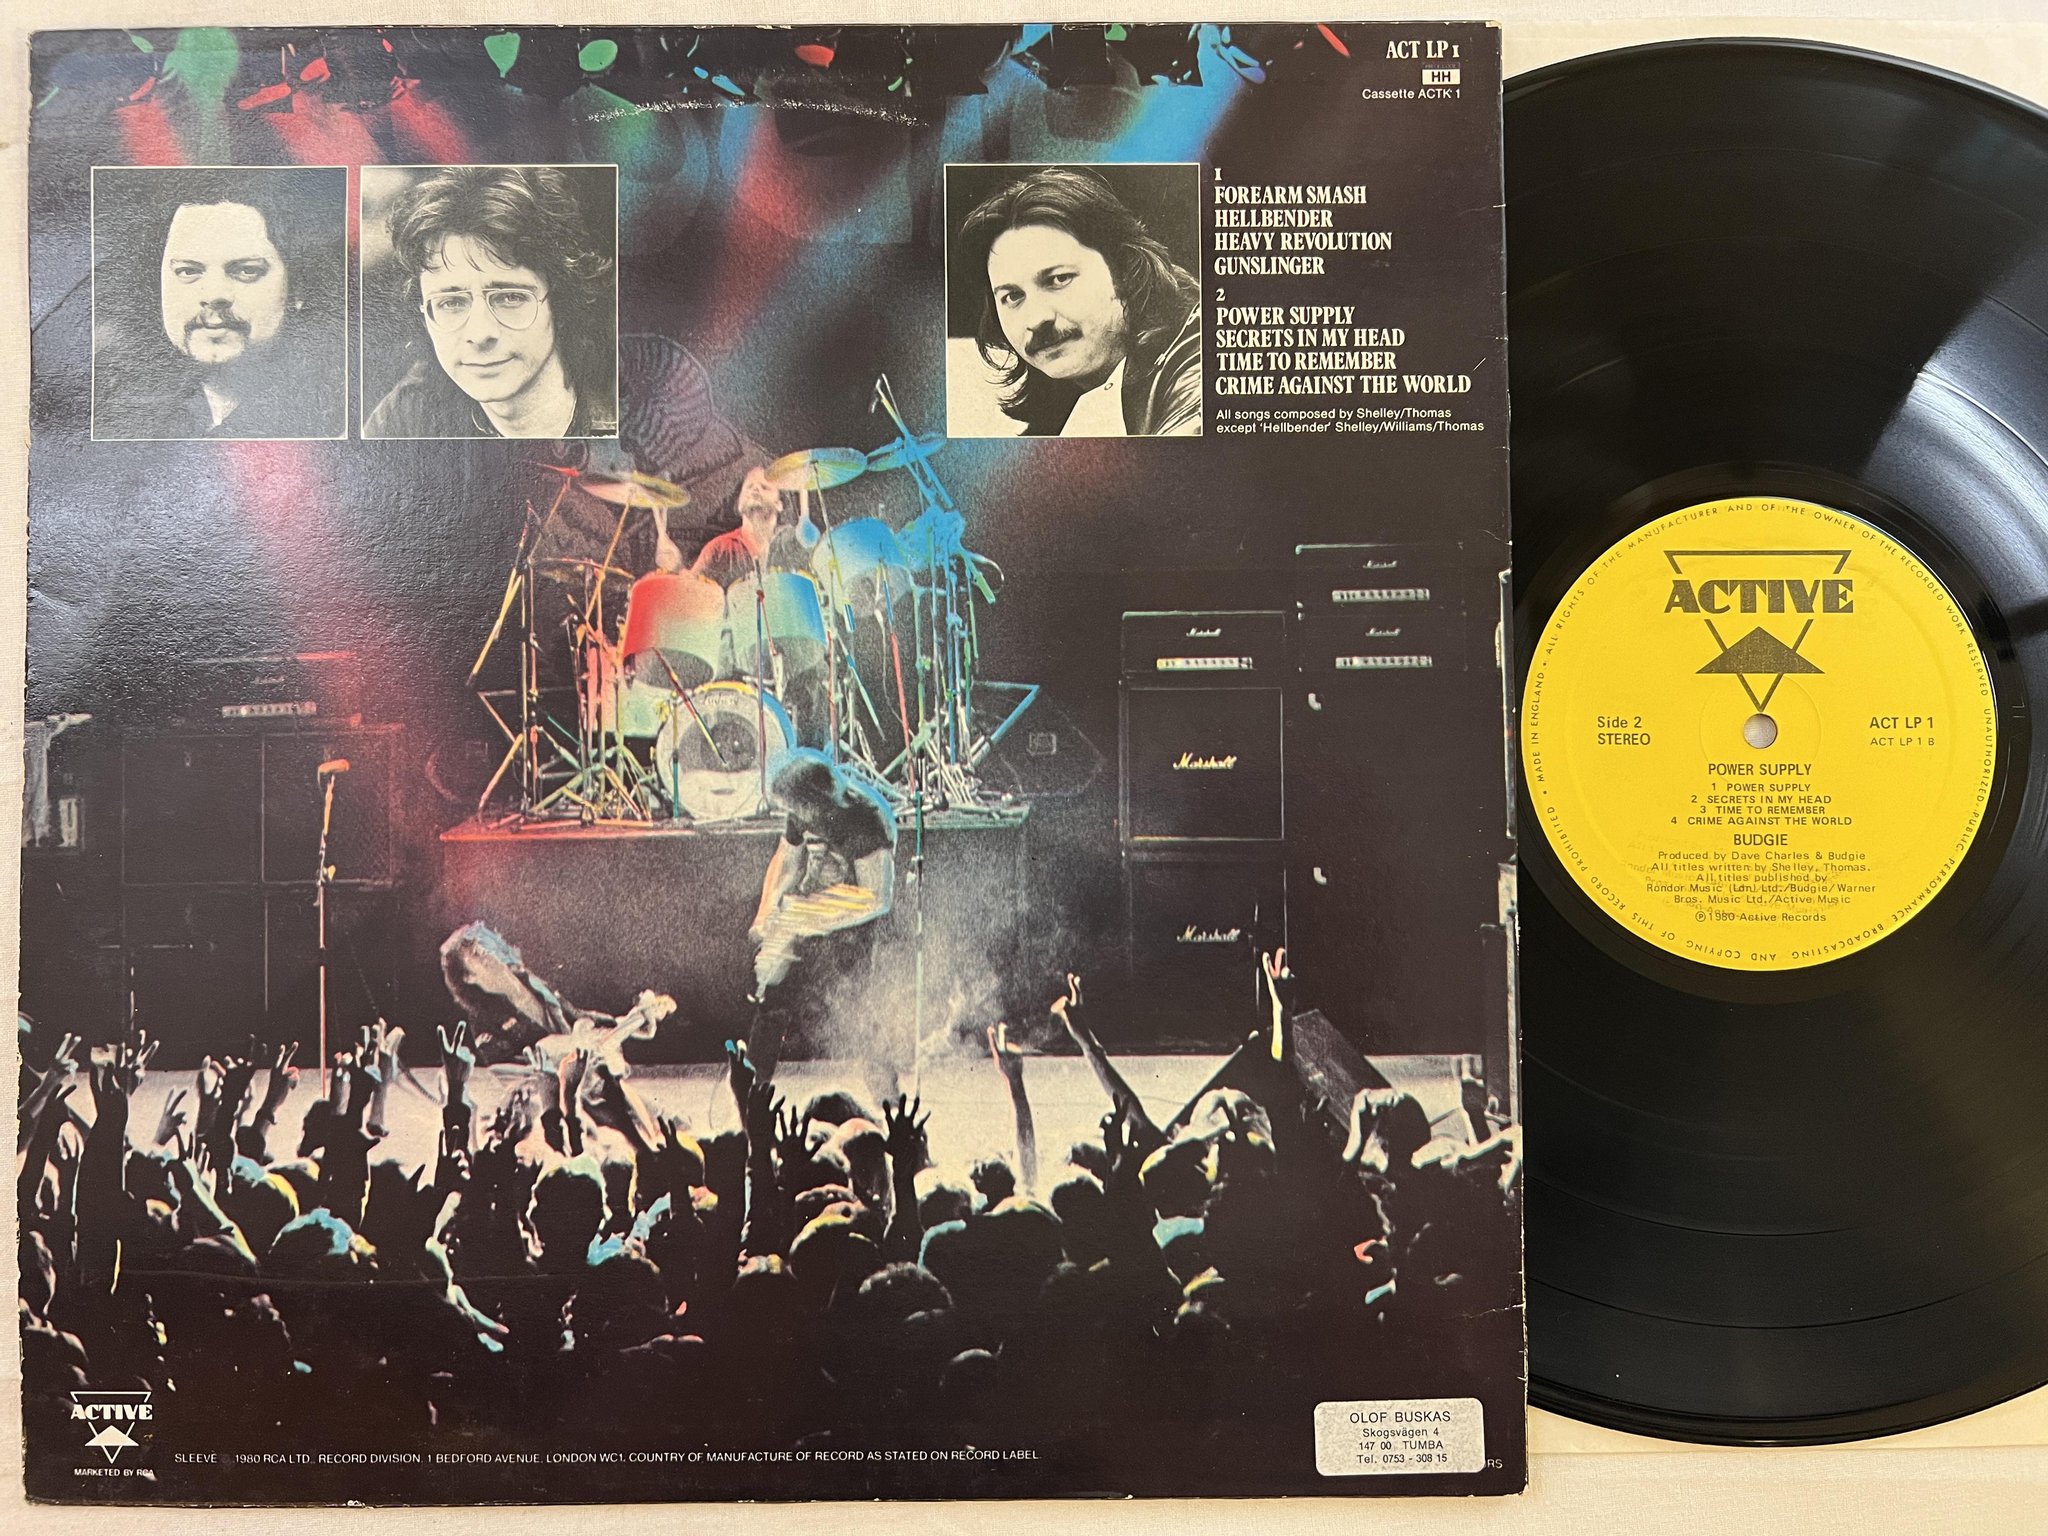 ACT LP 1
HH
Cassette ACTK 1
1
FOREARM SMASH
HELLBENDER
HEAVY REVOLUTION
GUNSLINGER
2
POWER SUPPLY
SECRETS IN MY HEAD
TIME TO REMEMBER
CRIME AGAINST THE WORLD
All songs composed by Shelley/Thomas
except 'Hellbender' Shelley/Williams/Thomas
Marshall
Marshall
Marshall
Marshall
Marshall
ACTIVE
MARKETED BY RCA
SLEEVE 1980 RCA LTD., RECORD DIVISION, 1 BEDFORD AVENUE, LONDON WC1. COUNTRY OF MANUFACTURE OF RECORD AS STATED ON RECORD LABEL.
OLOF BUSKAS
Skogsvägen 4
147 00 TUMBA
Tel. 0753 - 308 15
RS
• MADE IN ENGLAND • ALL RIGHTS OF THE MANUFACTURER AND OF THE OWNER OF THE RECORDED WORK RESERVED UNAUTHORIZED, PUBLIC, PERFORMANCE, BROADCASTING, AND COPYING OF THIS RECORD PROHIBITED
ACTIVE
Side 2
STEREO
ACT LP 1
ACT LP 1 B
POWER SUPPLY
1 POWER SUPPLY
2 SECRETS IN MY HEAD
3 TIME TO REMEMBER
4 CRIME AGAINST THE WORLD
BUDGIE
Produced by Dave Charles & Budgie
All titles written by Shelley, Thomas.
All titles published by
Rondor Music (Ldn) Ltd./Budgie/Warner
Bros. Music Ltd./Active Music
℗ 1980 Active Records